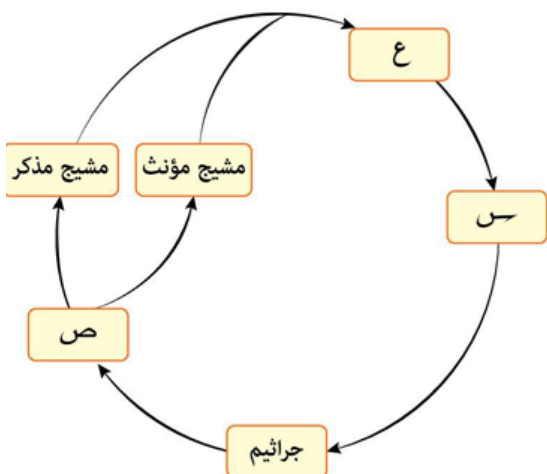 ع
مشيج مؤنث
مشيج مذكر
س
ص
جراثيم